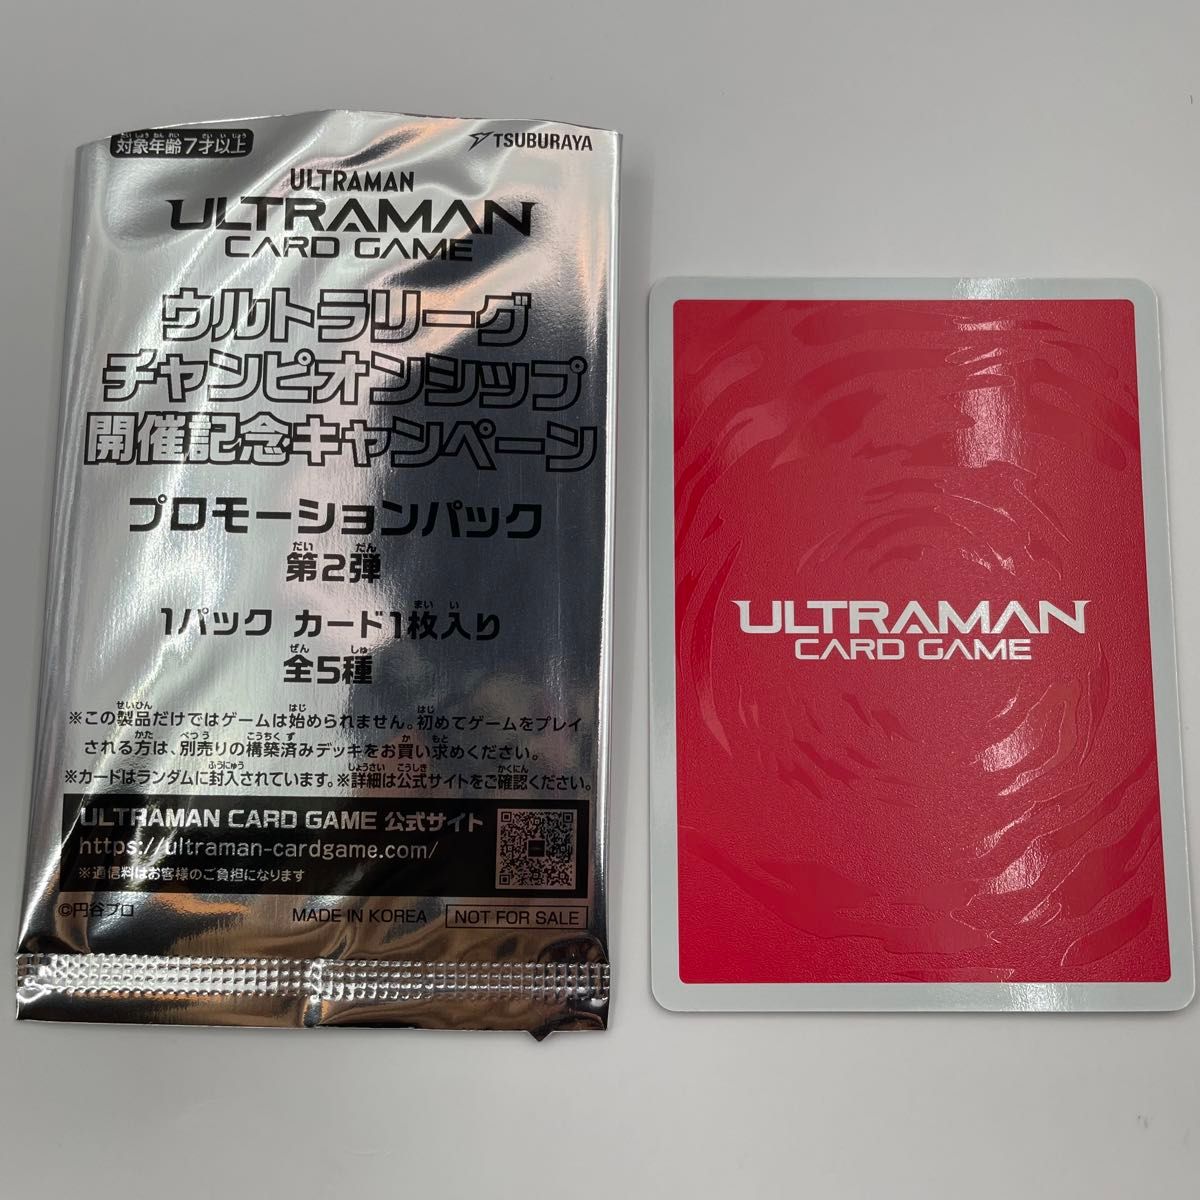 対象年齢7才以上
TSUBURAYA
ULTRAMAN
ULTRAMAN
CARD GAME
ウルトラリーグ
チャンピオンシップ
開催記念キャンペーン
プロモーションパック
第2弾
1パック カード1枚入り
全5種
※この製品だけではゲームは始められません。初めてゲームをプレイ
される方は、別売りの構築済みデッキをお買い求めください。
※カードはランダムに封入されています。※詳細は公式サイトをご確認ください。
ULTRAMAN CARD GAME 公式サイト
https://ultraman-cardgame.com/
※通信料はお客様のご負担になります
©円谷プロ
MADE IN KOREA
NOT FOR SALE
ULTRAMAN
CARD GAME